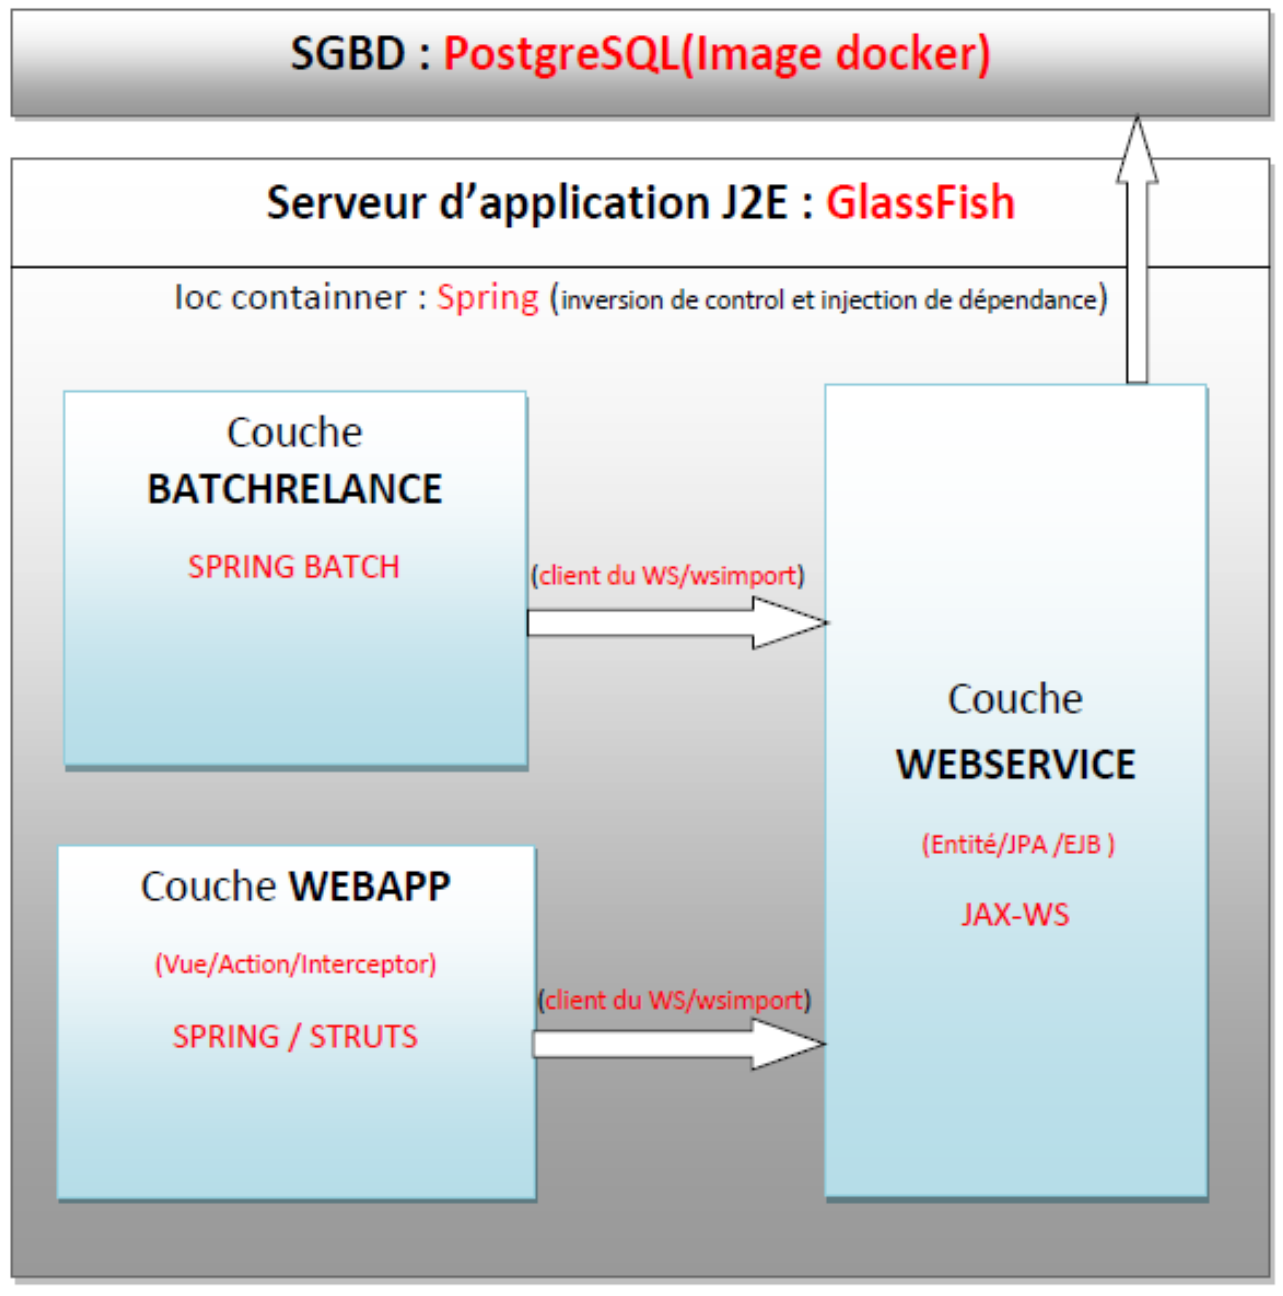 SGBD : PostgreSQL(Image docker)
Serveur d'application J2E : GlassFish
Ioc containner : Spring (inversion de control et injection de dépendance)
Couche
BATCHRELANCE
SPRING BATCH
(client du WS/wsimport)
Couche
WEBSERVICE
(Entité/JPA /EJB )
JAX-WS
Couche WEBAPP
(Vue/Action/Interceptor)
SPRING / STRUTS
(client du WS/wsimport)